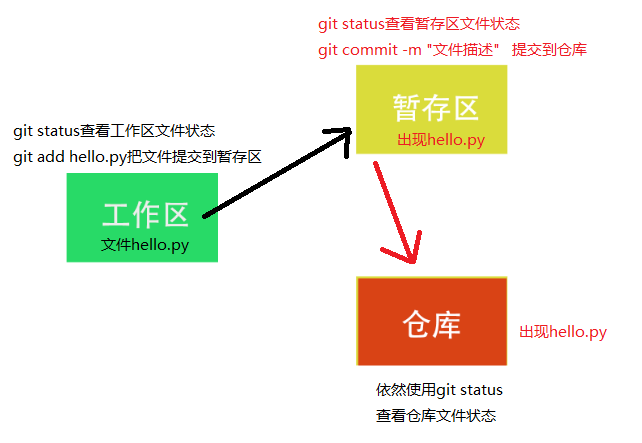 git status查看暂存区文件状态
git commit -m "文件描述" 提交到仓库
暂存区
出现hello.py
git status查看工作区文件状态
git add hello.py把文件提交到暂存区
工作区
文件hello.py
仓库
出现hello.py
依然使用git status
查看仓库文件状态